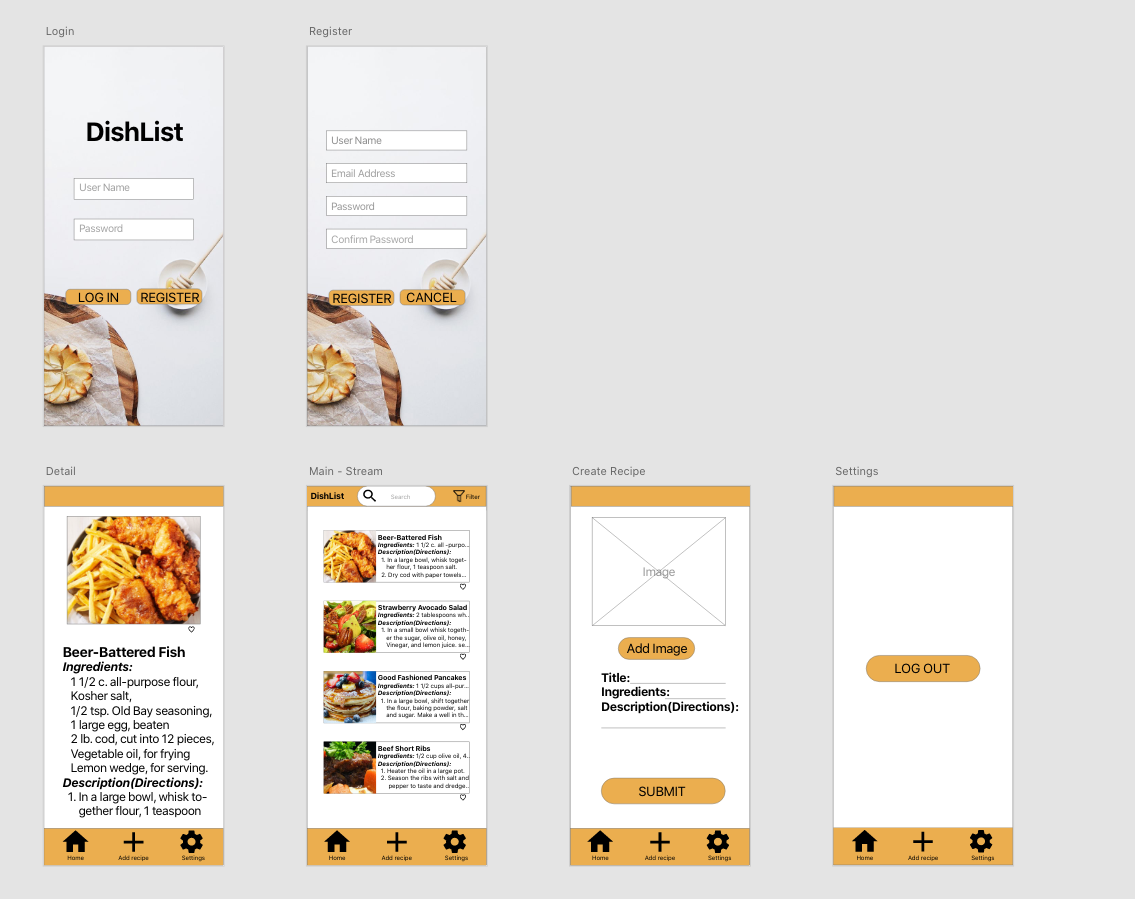 Login
Register
DishList
User Name
Password
LOG IN
REGISTER
User Name
Email Address
Password
Confirm Password
REGISTER
CANCEL
Detail
Beer-Battered Fish
Ingredients:
1 1/2 c. all-purpose flour,
Kosher salt,
1/2 tsp. Old Bay seasoning,
1 large egg, beaten
2 lb. cod, cut into 12 pieces,
Vegetable oil, for frying
Lemon wedge, for serving.
Description(Directions):
1. In a large bowl, whisk to-
gether flour, 1 teaspoon
Home
Add recipe
Settings
Main - Stream
DishList
Search
Filter
Beer-Battered Fish
Ingredients: 1 1/2 c. all -purpo..
Description(Directions):
1. In a large bowl, whisk toget-
her flour, 1 teaspoon salt.
2. Dry cod with paper towels...
Strawberry Avocado Salad
Ingredients: 2 tablespoons wh..
Description(Directions):
1. In a small bowl whisk togeth-
er the sugar, olive oil, honey,
Vinegar, and lemon juice. se...
Good Fashioned Pancakes
Ingredients: 1 1/2 cups all-pur...
Description(Directions):
1. In a large bowl, shift together
the flour, baking powder, salt
and sugar. Make a well in th...
Beef Short Ribs
Ingredients: 1/2 cup olive oil, 4..
Description(Directions):
1. Heater the oil in a large pot.
2. Season the ribs with salt and
pepper to taste and dredge..
Home
Add recipe
Settings
Create Recipe
Image
Add Image
Title:
Ingredients:
Description(Directions):
SUBMIT
Home
Add recipe
Settings
Settings
LOG OUT
Home
Add recipe
Settings